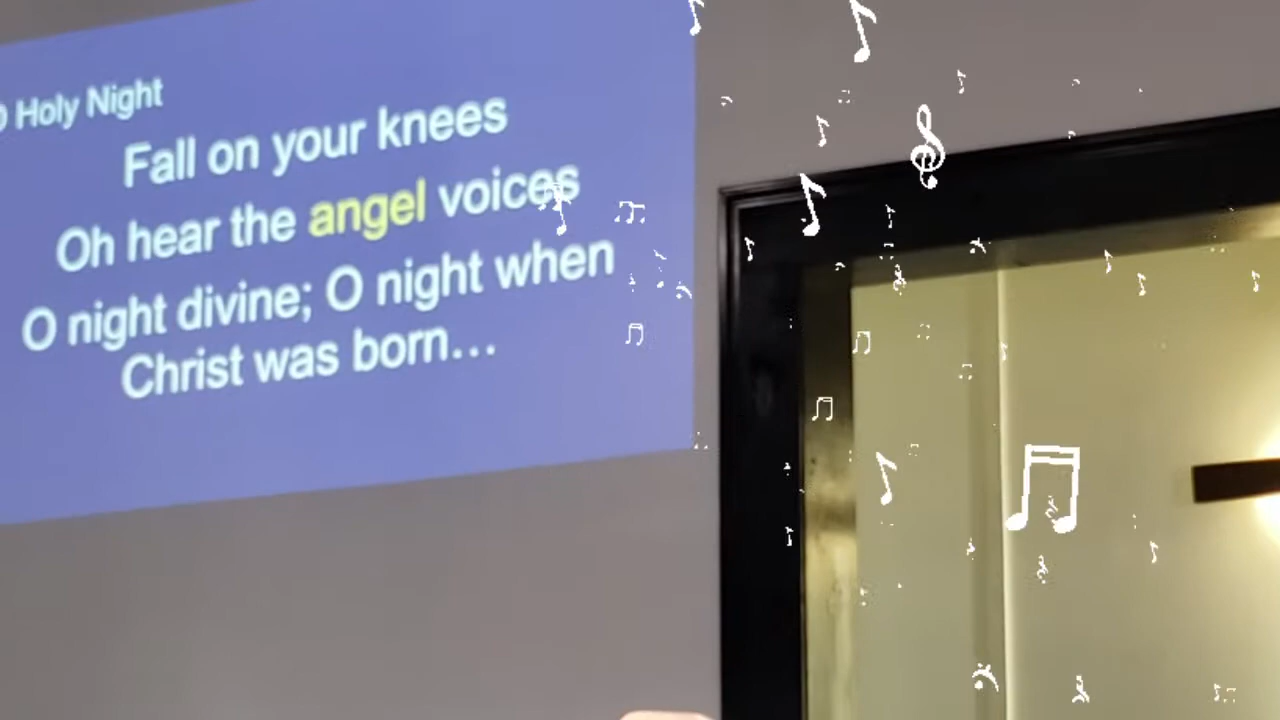 O Holy Night
Fall on your knees
Oh hear the angel voices
O night divine; O night when
Christ was born…